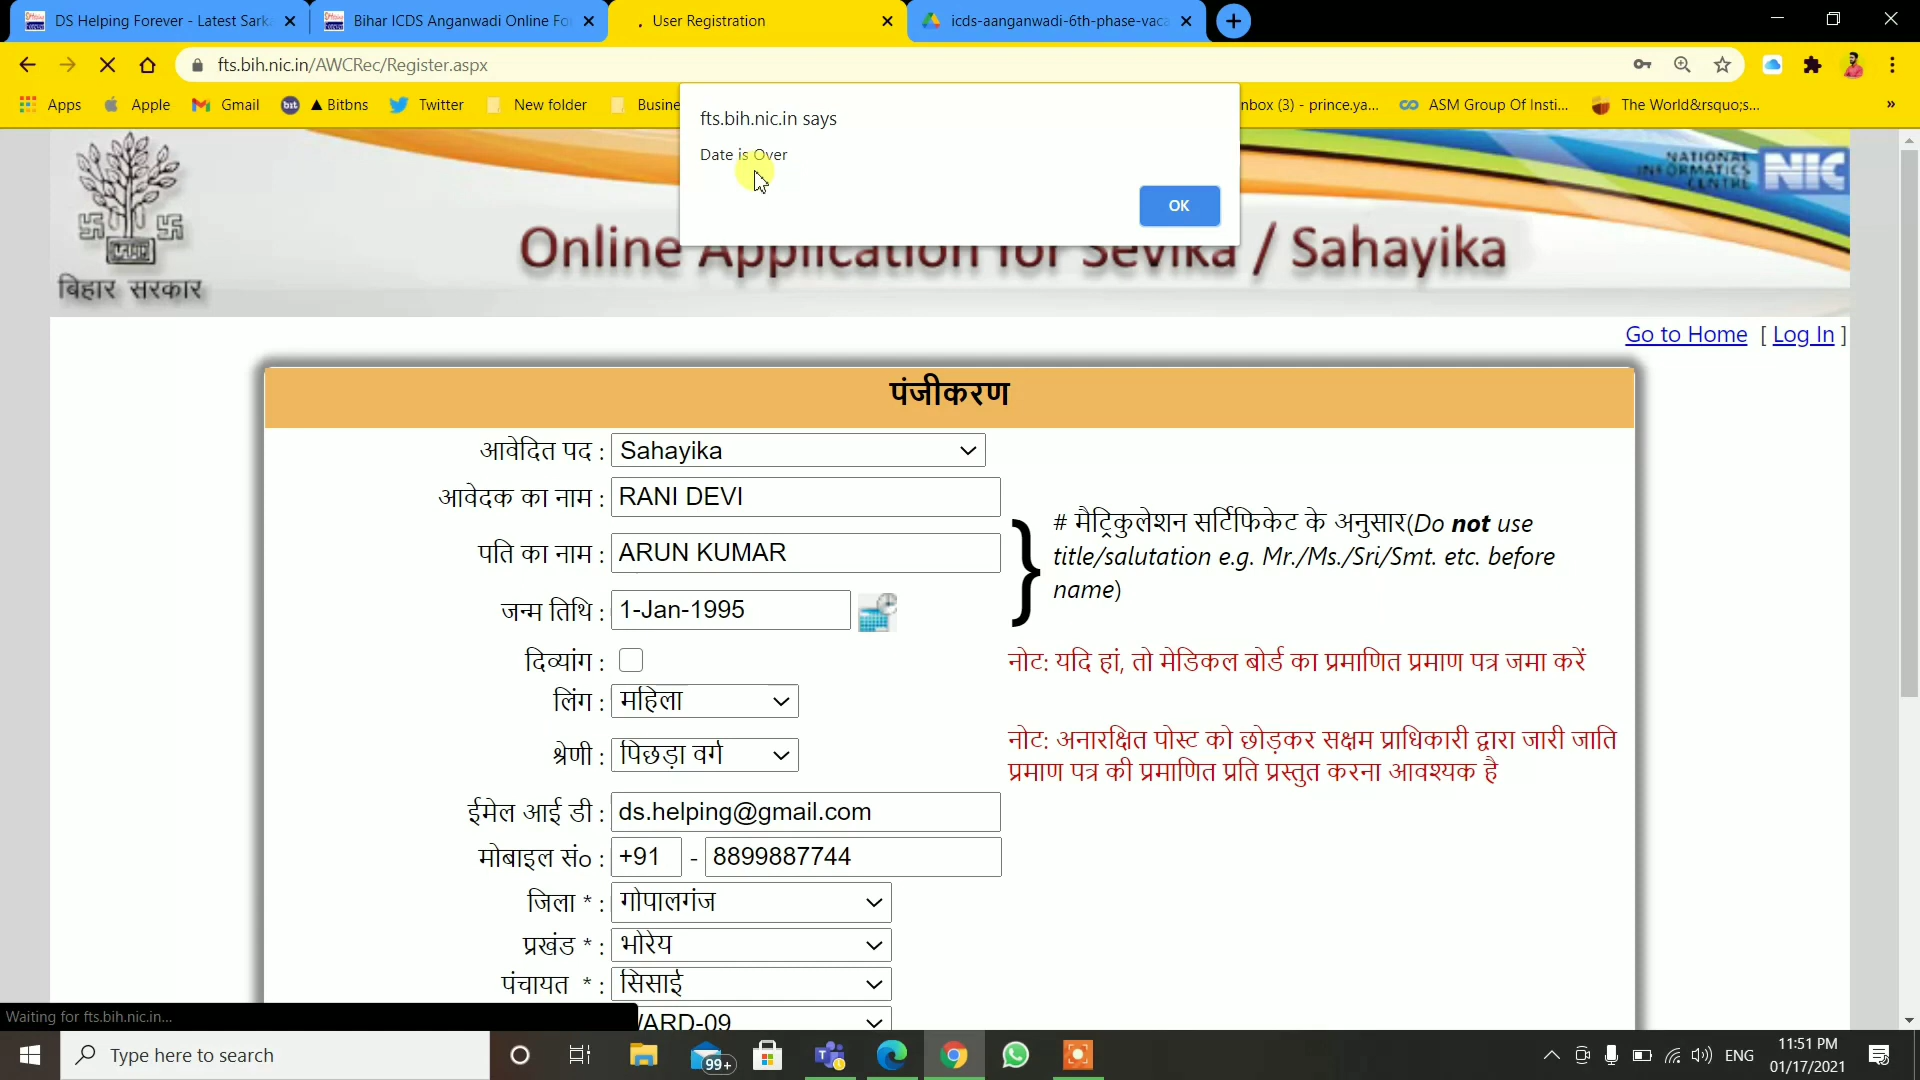 DS Helping Forever - Latest Sarka
Bihar ICDS Anganwadi Online Fo
User Registration
icds-aanganwadi-6th-phase-vaca
fts.bih.nic.in/AWCRec/Register.aspx
Apps
Apple
Gmail
bit
▲ Bitbns
Twitter
New folder
Busine
nbox (3) - prince.ya...
ASM Group Of Insti...
The World&rsquo;s...
»
fts.bih.nic.in says
Date is Over
OK
NATIONAL
INFORMATICS
CENTRE
NIC
बिहार सरकार
Online Application for Sevika / Sahayika
Go to Home [ Log In ]
पंजीकरण
आवेदित पद : Sahayika
आवेदक का नाम : RANI DEVI
पति का नाम : ARUN KUMAR
# मैट्रिकुलेशन सर्टिफिकेट के अनुसार(Do not use
title/salutation e.g. Mr./Ms./Sri/Smt. etc. before
name)
जन्म तिथि : 1-Jan-1995
दिव्यांग :
नोट: यदि हां, तो मेडिकल बोर्ड का प्रमाणित प्रमाण पत्र जमा करें
लिंग : महिला
श्रेणी : पिछड़ा वर्ग
नोट: अनारक्षित पोस्ट को छोड़कर सक्षम प्राधिकारी द्वारा जारी जाति
प्रमाण पत्र की प्रमाणित प्रति प्रस्तुत करना आवश्यक है
ईमेल आई डी : ds.helping@gmail.com
मोबाइल सं० : +91 - 8899887744
जिला * : गोपालगंज
प्रखंड * : भोरेय
पंचायत * : सिसाई
WARD-09
Waiting for fts.bih.nic.in...
Type here to search
99+
ENG
11:51 PM
01/17/2021